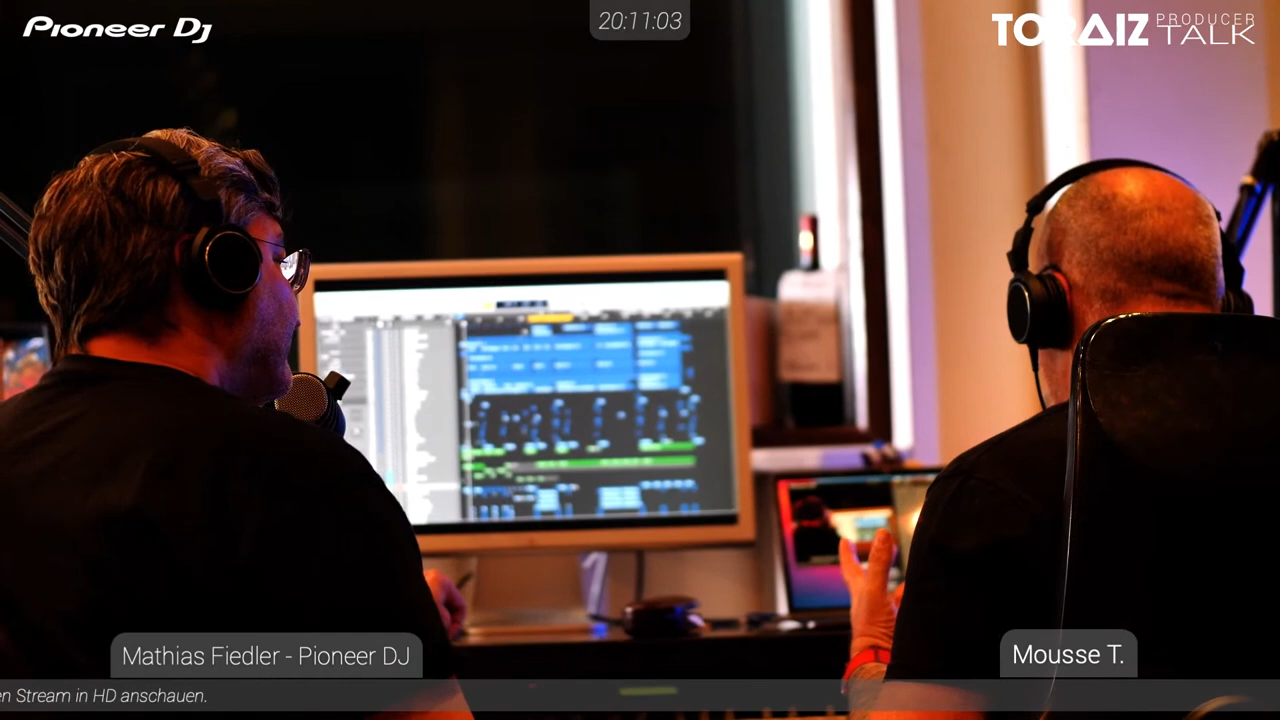 Pioneer Dj
20:11:03
TORAIZ PRODUCER TALK
Mathias Fiedler - Pioneer DJ
Mousse T.
en Stream in HD anschauen.